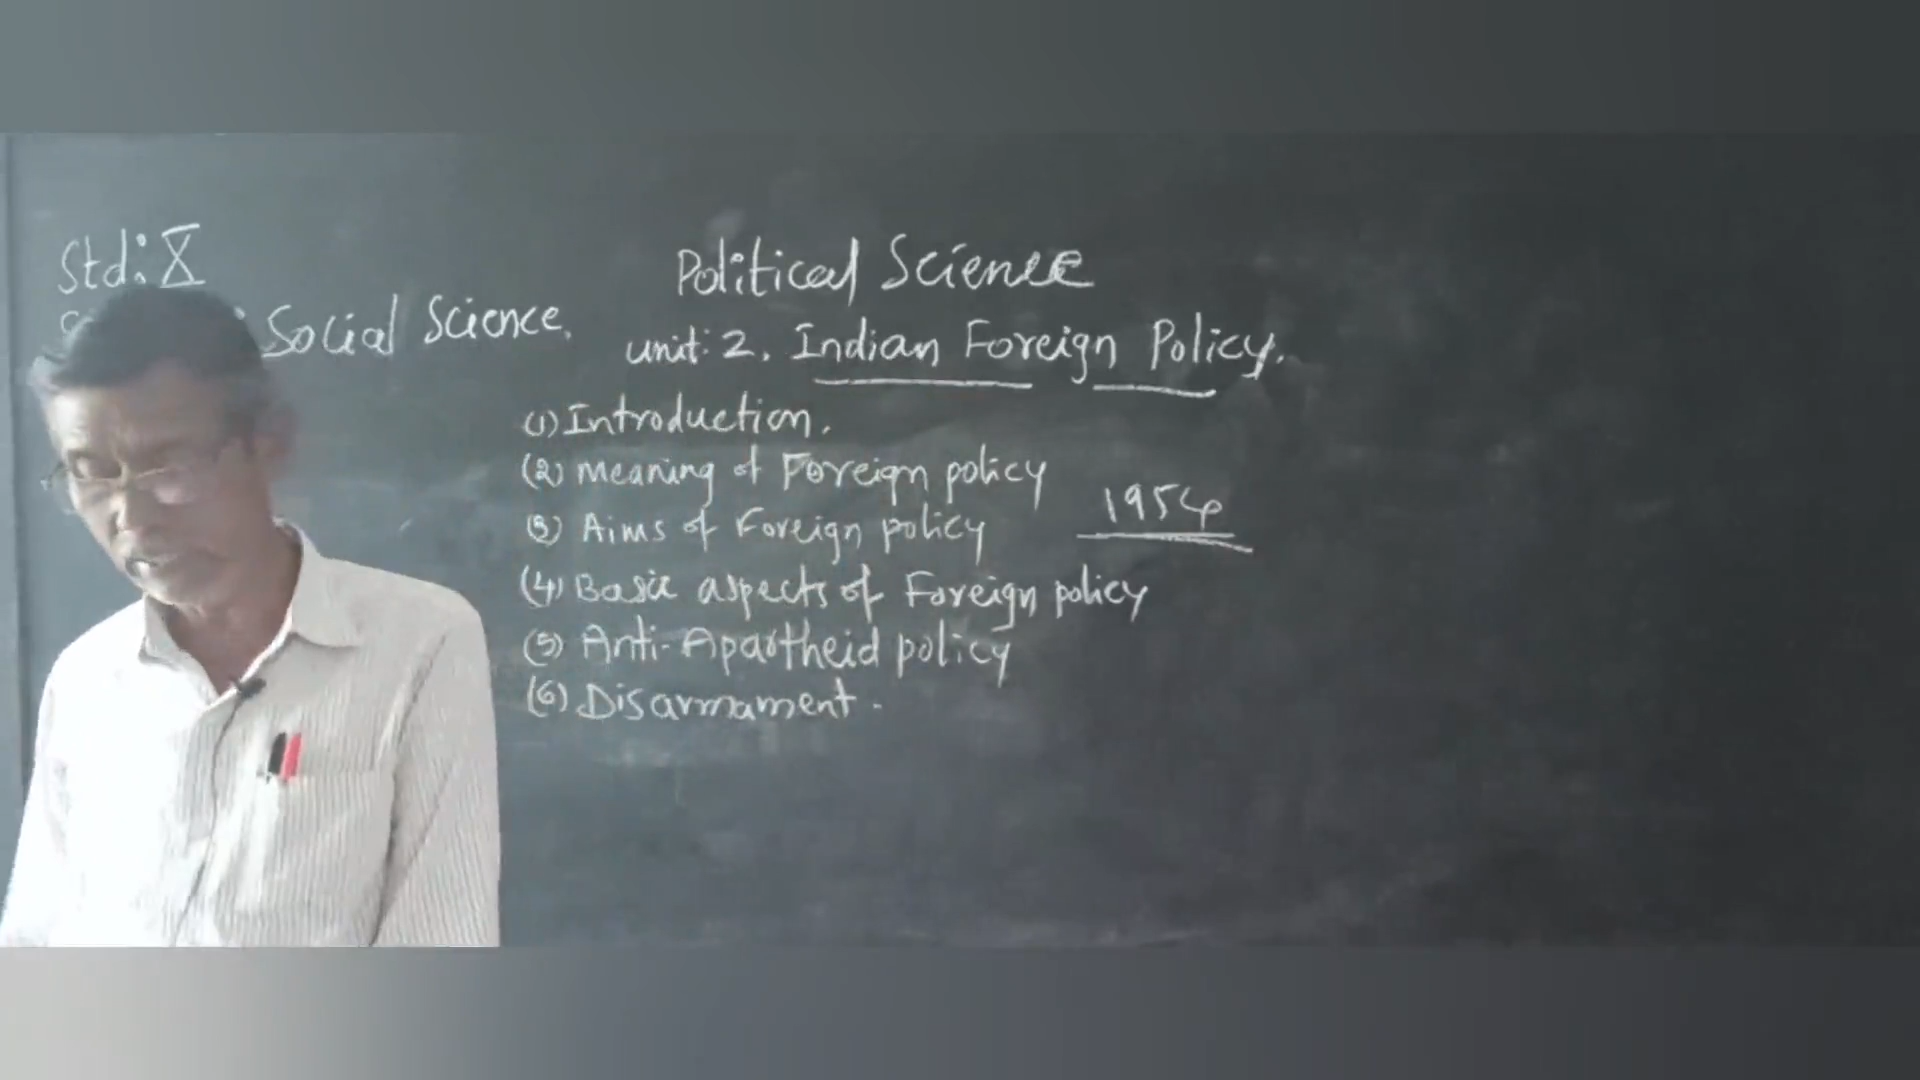 Std: X
Social Science.
Political Science
unit: 2. Indian Foreign Policy.
(1) Introduction.
(2) Meaning of Foreign policy
(3) Aims of Foreign policy
1954
(4) Basic aspects of Foreign policy
(5) Anti-Apartheid policy
(6) Disarmament.